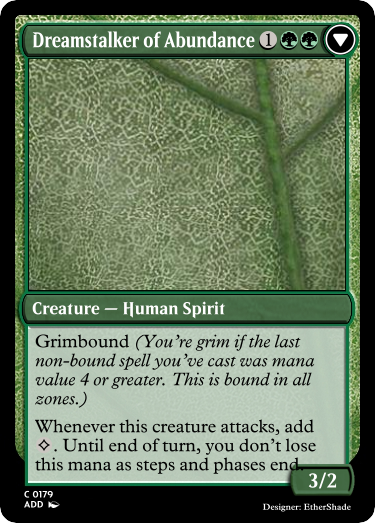 Dreamstalker of Abundance 1
Creature — Human Spirit
Grimbound (You're grim if the last
non-bound spell you've cast was mana
value 4 or greater. This is bound in all
zones.)
Whenever this creature attacks, add
. Until end of turn, you don't lose
this mana as steps and phases end.
3/2
C 0179
ADD
Designer: EtherShade